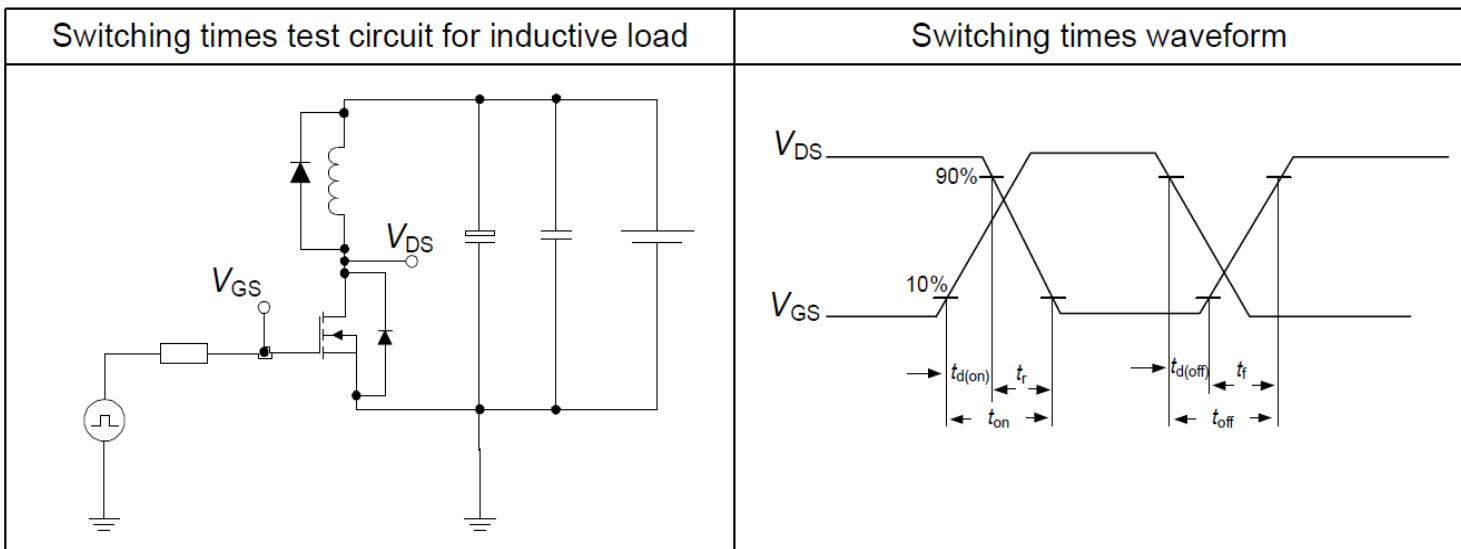 Switching times test circuit for inductive load
Switching times waveform
VDS
VGS
VDS
90%
10%
VGS
td(on)
tr
td(off)
tf
ton
toff